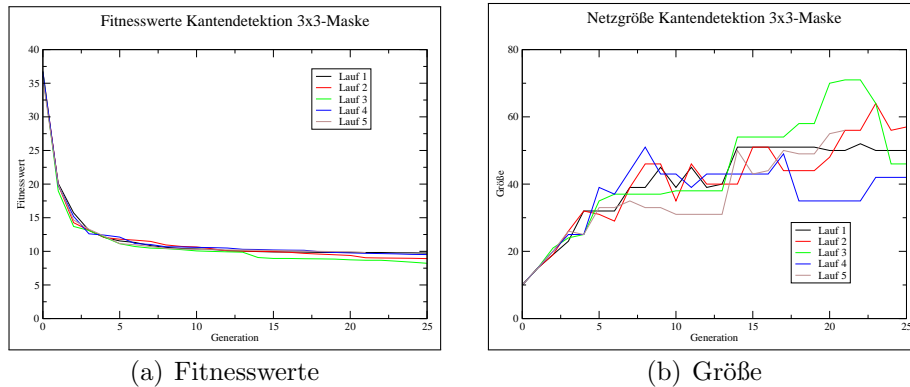 Fitnesswerte Kantendetektion 3x3-Maske
40
35
30
25
20
15
10
5
0
Fitnesswert
Lauf 1
Lauf 2
Lauf 3
Lauf 4
Lauf 5
0 5 10 15 20 25
Generation
(a) Fitnesswerte
Netzgröße Kantendetektion 3x3-Maske
80
60
40
20
0
Größe
Lauf 1
Lauf 2
Lauf 3
Lauf 4
Lauf 5
0 5 10 15 20 25
Generation
(b) Größe